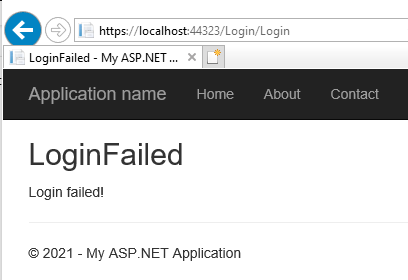 https://localhost:44323/Login/Login
LoginFailed - My ASP.NET ...
Application name Home About Contact
LoginFailed
Login failed!
© 2021 - My ASP.NET Application